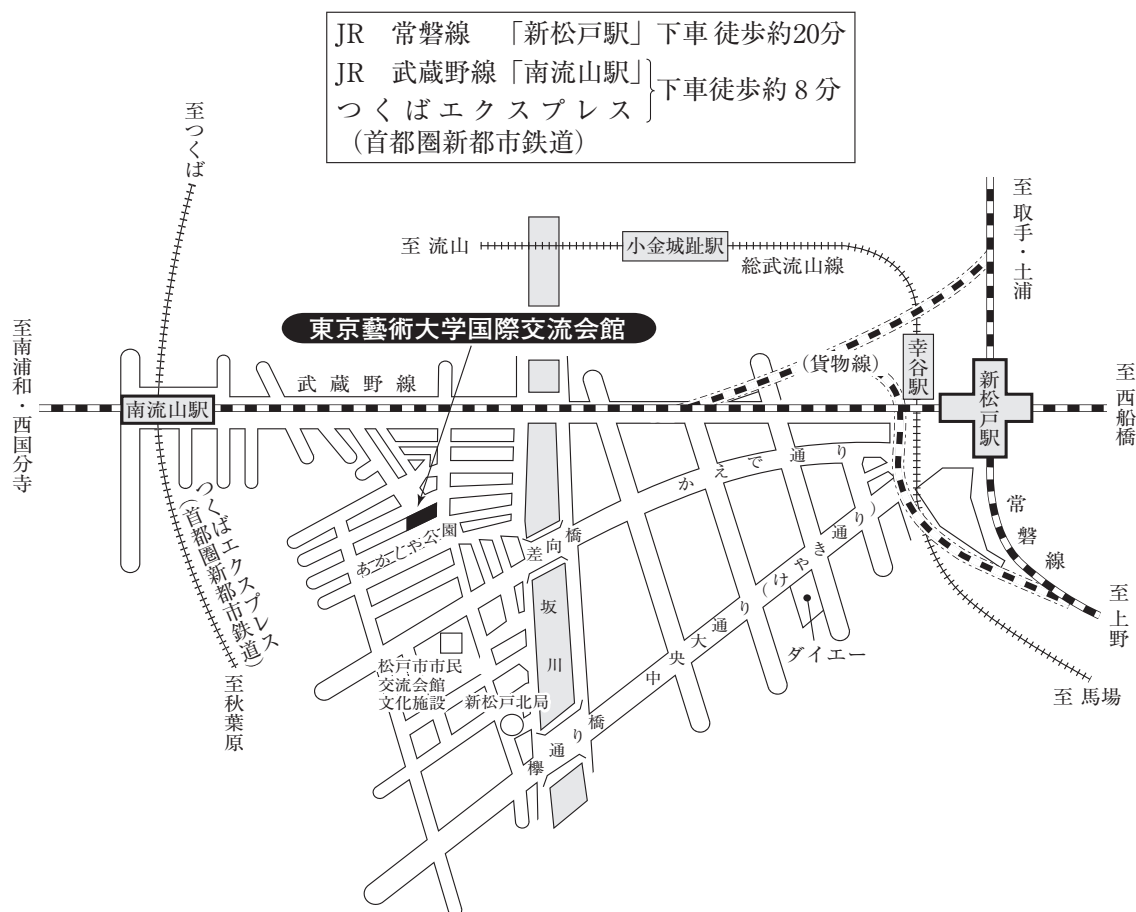 JR 常磐線 「新松戸駅」下車 徒歩約20分
JR 武蔵野線「南流山駅」
つくばエクスプレス
下車徒歩約8分
(首都圏新都市鉄道)
至つくば
至 流山
小金城趾駅
総武流山線
至取手・土浦
東京藝術大学国際交流会館
至南浦和・西国分寺
南流山駅
武蔵野線
(貨物線)
幸谷駅
新松戸駅
至西船橋
かえで通り
つくばエクスプレス
(首都圏新都市鉄道)
あかじや公園
差向橋
中央大通り(けやき通り)
常磐線
坂川
ダイエー
至上野
松戸市市民
交流会館
文化施設
新松戸北局
至秋葉原
欅通り橋
至 馬場